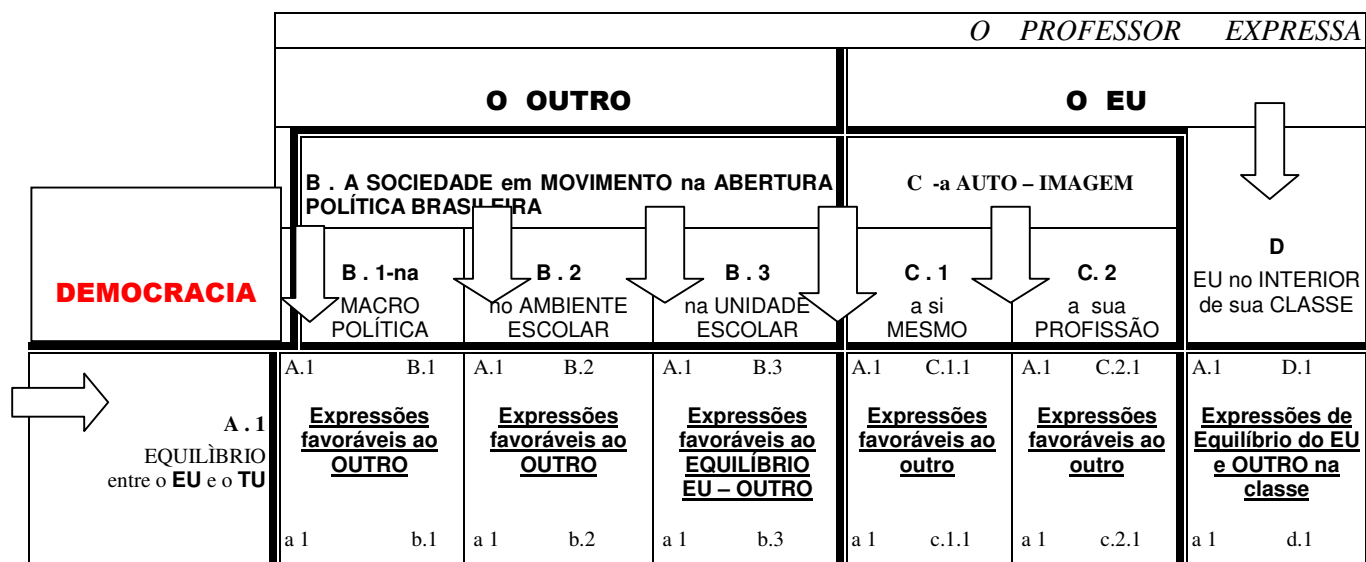 O PROFESSOR EXPRESSA
O OUTRO O EU
B . A SOCIEDADE em MOVIMENTO na ABERTURA
POLÍTICA BRASILEIRA
C -a AUTO – IMAGEM
DEMOCRACIA
B . 1-na
MACRO
POLÍTICA
B . 2
no AMBIENTE
ESCOLAR
B . 3
na UNIDADE
ESCOLAR
C . 1
a si
MESMO
C. 2
a sua
PROFISSÃO
D
EU no INTERIOR
de sua CLASSE
A . 1
EQUILÌBRIO
entre o EU e o TU
A.1 B.1
Expressões
favoráveis ao
OUTRO
a 1 b.1
A.1 B.2
Expressões
favoráveis ao
OUTRO
a 1 b.2
A.1 B.3
Expressões
favoráveis ao
EQUILÍBRIO
EU – OUTRO
a 1 b.3
A.1 C.1.1
Expressões
favoráveis ao
outro
a 1 c.1.1
A.1 C.2.1
Expressões
favoráveis ao
outro
a 1 c.2.1
A.1 D.1
Expressões de
Equilíbrio do EU
e OUTRO na
classe
a 1 d.1